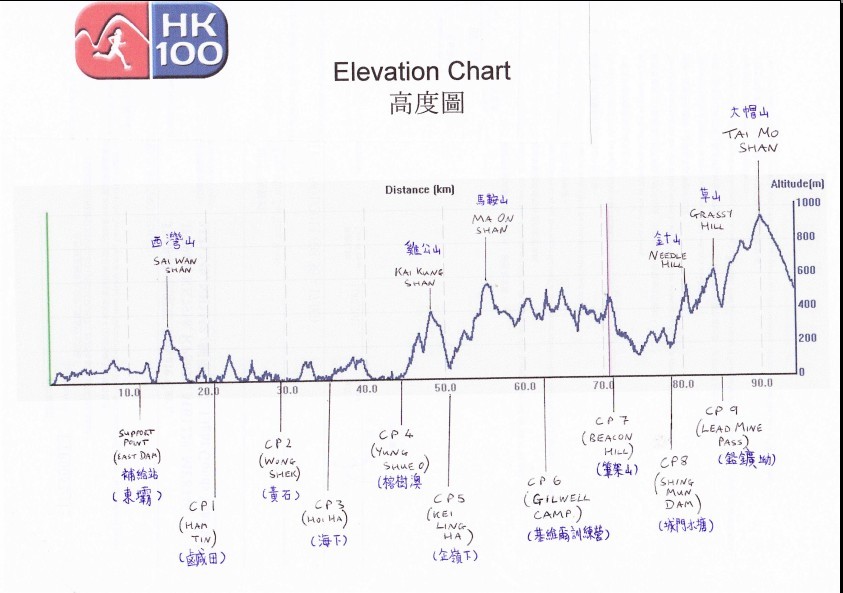 HK
100
Elevation Chart
高度圖
大帽山
TAI MO
SHAN
Distance (km)
Altitude(m)
馬鞍山
MA ON
SHAN
草山
GRASSY
HILL
西灣山
SAI WAN
SHAN
雞公山
KAI KUNG
SHAN
針山
NEEDLE
HILL
1000
800
600
400
200
0
10.0
20.0
30.0
40.0
50.0
60.0
70.0
80.0
90.0
SUPPORT
POINT
(EAST DAM)
補給站
(東壩)
CP1
(HAM
TIN)
(鹹田)
CP2
(WONG
SHEK)
(黃石)
CP3
(HOI HA)
(海下)
CP4
(YUNG
SHUE O)
(榕樹澳)
CP5
(KEI
LING
HA)
(企嶺下)
CP6
(GILWELL
CAMP)
(基維爾訓練營)
CP7
(BEACON
HILL)
(筆架山)
CP8
(SHING
MUN
DAM)
(城門水塘)
CP9
(LEAD MINE
PASS)
(鉛鑛坳)